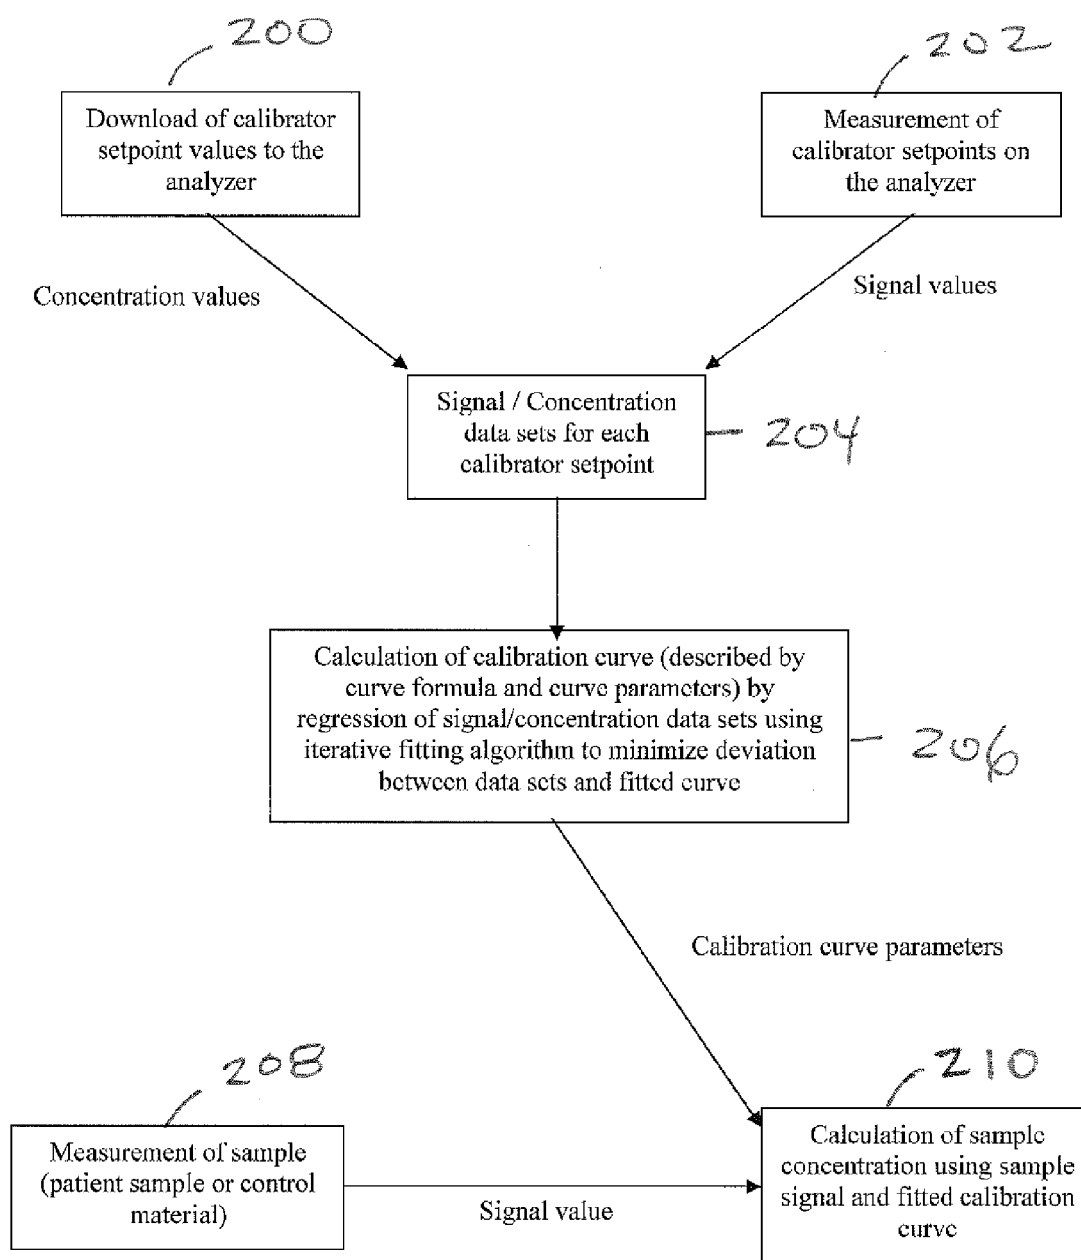 200
202
Download of calibrator
setpoint values to the
analyzer
Measurement of
calibrator setpoints on
the analyzer
Concentration values
Signal values
Signal / Concentration
data sets for each
calibrator setpoint
204
Calculation of calibration curve (described by
curve formula and curve parameters) by
regression of signal/concentration data sets using
iterative fitting algorithm to minimize deviation
between data sets and fitted curve
206
Calibration curve parameters
208
210
Measurement of sample
(patient sample or control
material)
Signal value
Calculation of sample
concentration using sample
signal and fitted calibration
curve